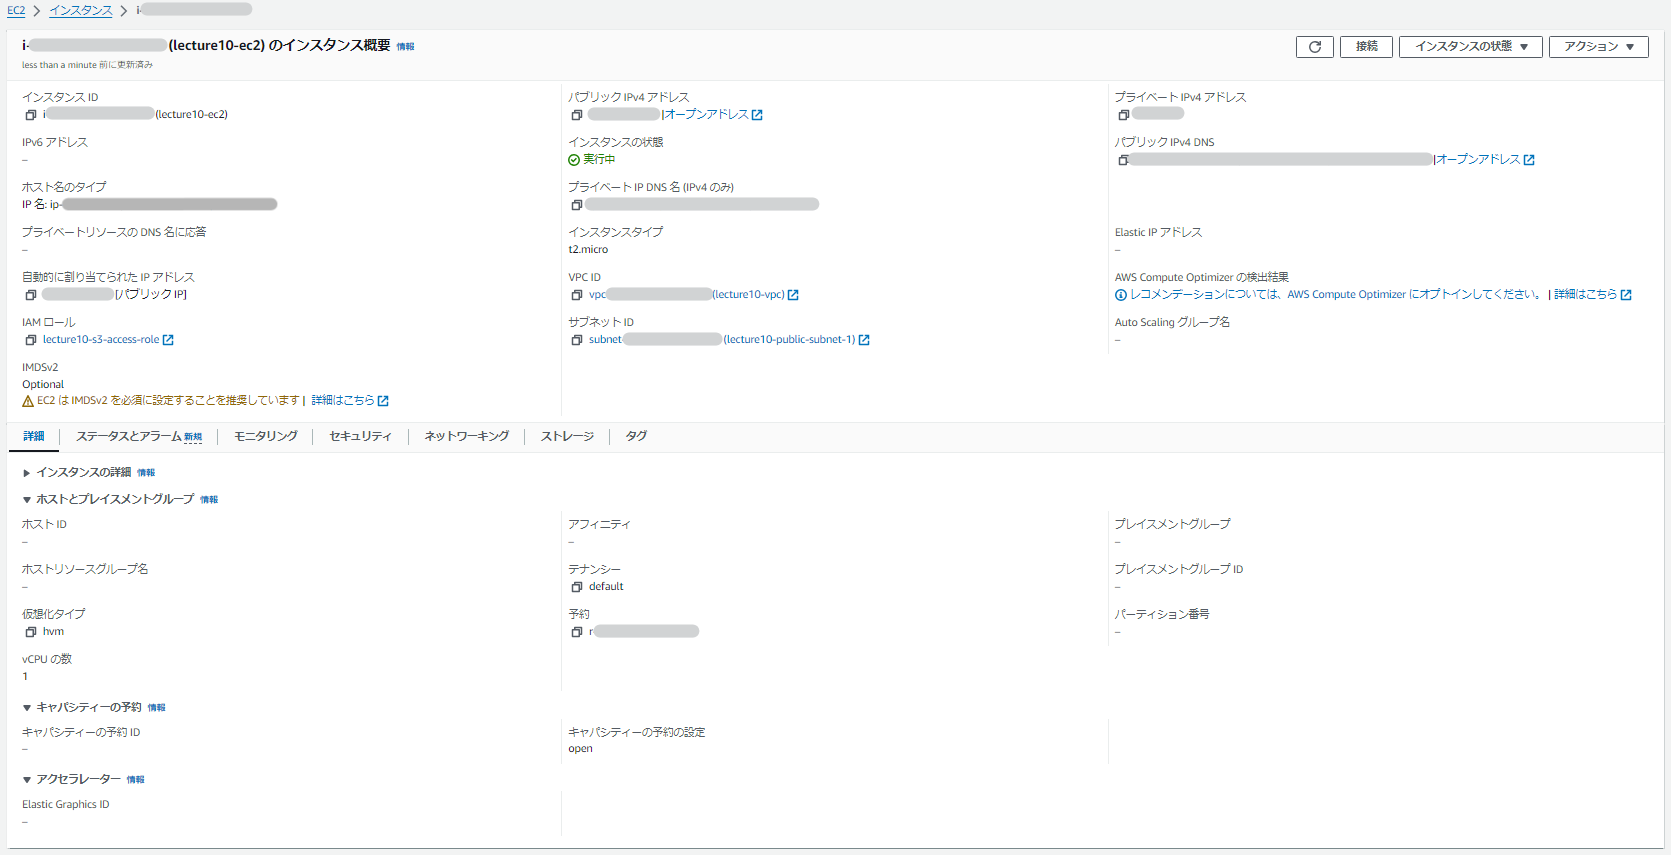 EC2 > インスタンス > i-
i-(lecture10-ec2) のインスタンス概要 情報
less than a minute 前に更新済み
接続 インスタンスの状態 ▼ アクション ▼
インスタンス ID
i(lecture10-ec2)
パブリック IPv4 アドレス
|オープンアドレス
プライベート IPv4 アドレス
IPv6 アドレス
–
インスタンスの状態
実行中
パブリック IPv4 DNS
|オープンアドレス
ホスト名のタイプ
IP 名: ip-
プライベート IP DNS 名 (IPv4 のみ)
プライベートリソースの DNS 名に応答
–
インスタンスタイプ
t2.micro
Elastic IP アドレス
–
自動的に割り当てられた IP アドレス
[パブリック IP]
VPC ID
vpc(lecture10-vpc)
AWS Compute Optimizer の検出結果
レコメンデーションについては、AWS Compute Optimizer にオプトインしてください。 | 詳細はこちら
IAM ロール
lecture10-s3-access-role
サブネット ID
subnet(lecture10-public-subnet-1)
Auto Scaling グループ名
–
IMDSv2
Optional
EC2 は IMDSv2 を必須に設定することを推奨しています | 詳細はこちら
詳細 ステータスとアラーム 新規 モニタリング セキュリティ ネットワーキング ストレージ タグ
▶ インスタンスの詳細 情報
▼ ホストとプレイスメントグループ 情報
ホスト ID
–
アフィニティ
–
プレイスメントグループ
–
ホストリソースグループ名
–
テナンシー
default
プレイスメントグループ ID
–
仮想化タイプ
hvm
予約
r
パーティション番号
–
vCPU の数
1
▼ キャパシティーの予約 情報
キャパシティーの予約 ID
–
キャパシティーの予約の設定
open
▼ アクセラレーター 情報
Elastic Graphics ID
–